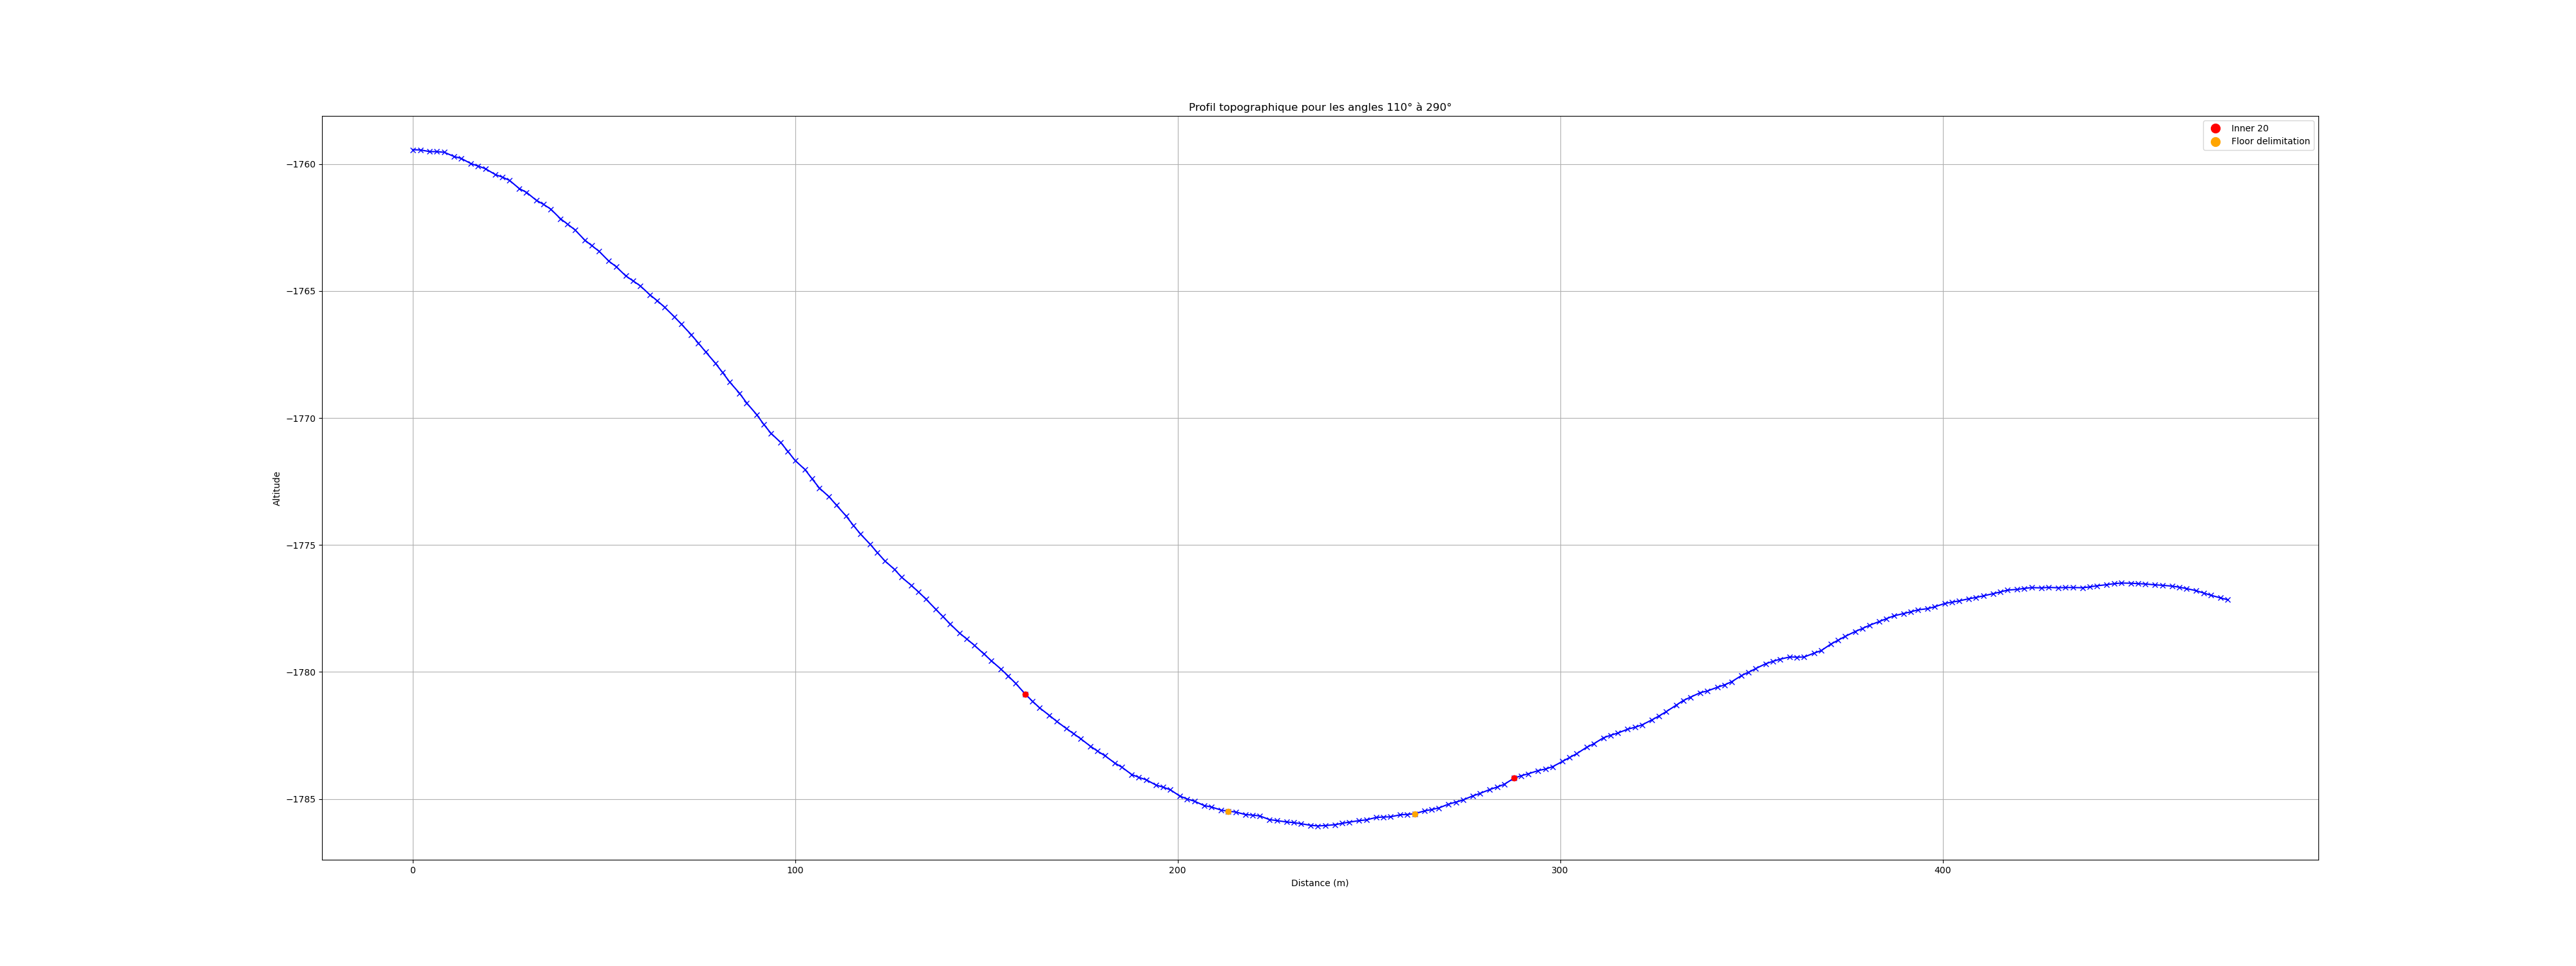 Profil topographique pour les angles 110° à 290°
Inner 20
Floor delimitation
−1760
−1765
−1770
−1775
−1780
−1785
Altitude
0 100 200 300 400
Distance (m)